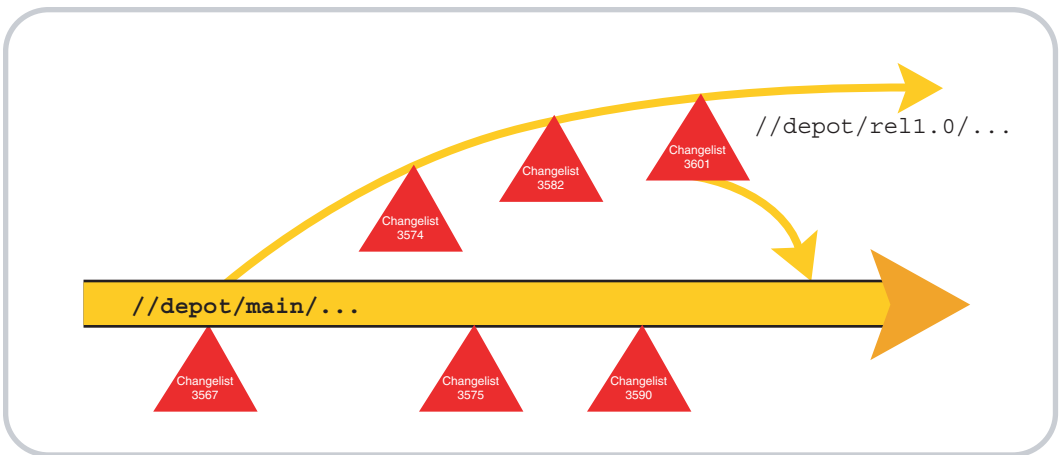 Changelist
3601
//depot/rel1.0/...
Changelist
3582
Changelist
3574
//depot/main/...
Changelist
3567
Changelist
3575
Changelist
3590